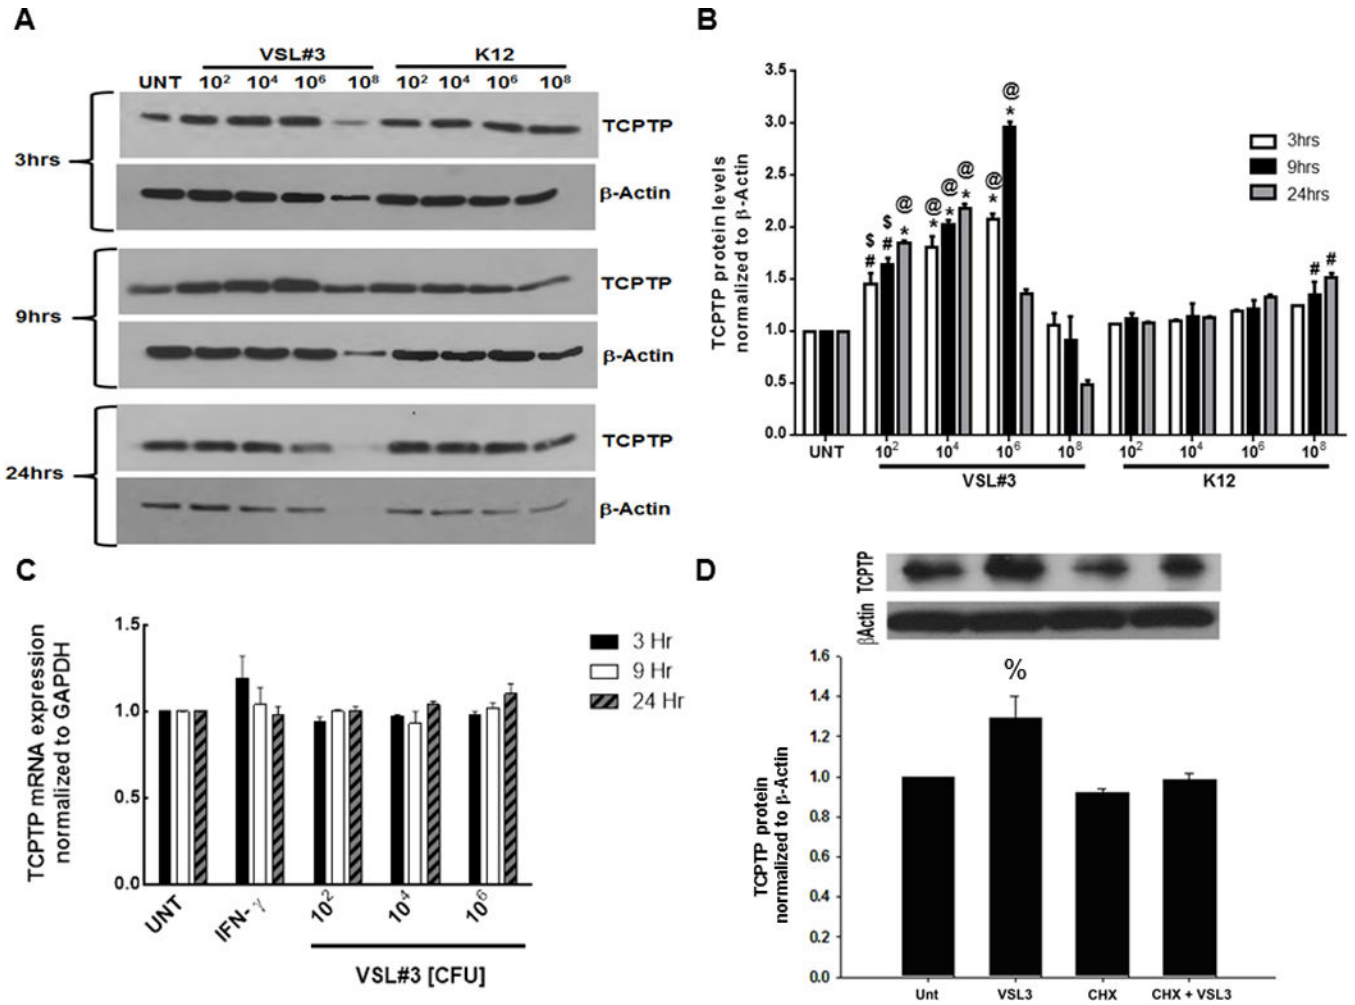 A
VSL#3 K12
UNT 10² 10⁴ 10⁶ 10⁸ 10² 10⁴ 10⁶ 10⁸
3hrs
TCPTP
β-Actin
9hrs
TCPTP
β-Actin
24hrs
TCPTP
β-Actin
B
TCPTP protein levels
normalized to β-Actin
3.5
3.0
2.5
2.0
1.5
1.0
0.5
0.0
3hrs
9hrs
24hrs
$ $ @ @ @ @ @ @
# # * * * * * * # #
UNT 10² 10⁴ 10⁶ 10⁸ 10² 10⁴ 10⁶ 10⁸
VSL#3 K12
C
TCPTP mRNA expression
normalized to GAPDH
1.5
1.0
0.5
0.0
3 Hr
9 Hr
24 Hr
UNT IFN-γ 10² 10⁴ 10⁶
VSL#3 [CFU]
D
TCPTP
βActin
TCPTP protein
normalized to β-Actin
1.6
1.4
1.2
1.0
0.8
0.6
0.4
0.2
0.0
%
Unt VSL3 CHX CHX + VSL3